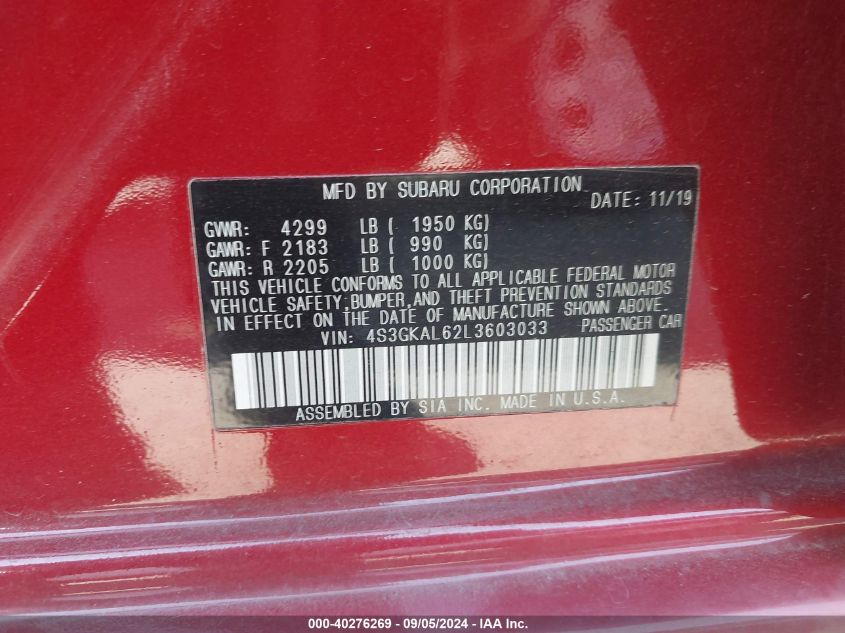 MFD BY SUBARU CORPORATION DATE: 11/19
GVWR: 4299 LB ( 1950 KG)
GAWR: F 2183 LB ( 990 KG)
GAWR: R 2205 LB ( 1000 KG)
THIS VEHICLE CONFORMS TO ALL APPLICABLE FEDERAL MOTOR
VEHICLE SAFETY, BUMPER, AND THEFT PREVENTION STANDARDS
IN EFFECT ON THE DATE OF MANUFACTURE SHOWN ABOVE.
VIN: 4S3GKAL62L3603033 PASSENGER CAR
ASSEMBLED BY SIA INC. MADE IN U.S.A.
000-40276269 - 09/05/2024 - IAA Inc.